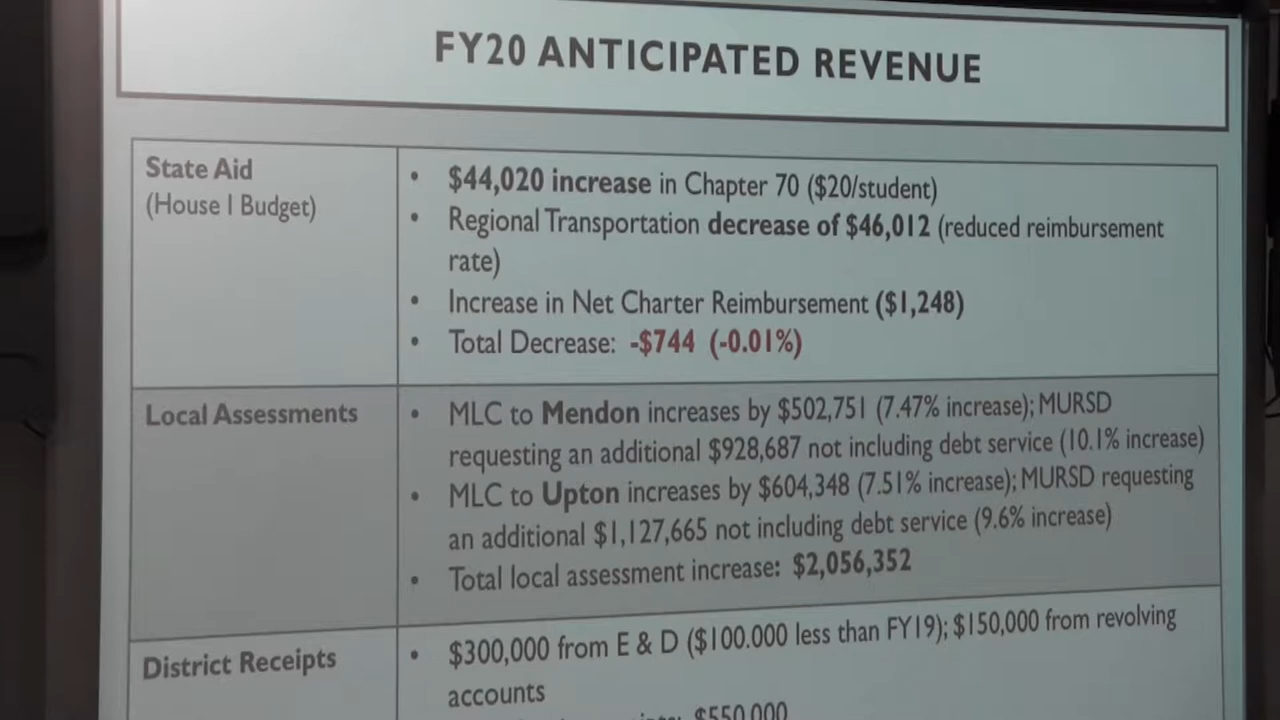 FY20 ANTICIPATED REVENUE
State Aid
(House 1 Budget)
• $44,020 increase in Chapter 70 ($20/student)
• Regional Transportation decrease of $46,012 (reduced reimbursement
rate)
• Increase in Net Charter Reimbursement ($1,248)
• Total Decrease: -$744 (-0.01%)
Local Assessments
• MLC to Mendon increases by $502,751 (7.47% increase); MURSD
requesting an additional $928,687 not including debt service (10.1% increase)
• MLC to Upton increases by $604,348 (7.51% increase); MURSD requesting
an additional $1,127,665 not including debt service (9.6% increase)
• Total local assessment increase: $2,056,352
District Receipts
• $300,000 from E & D ($100.000 less than FY19); $150,000 from revolving
accounts
$550,000